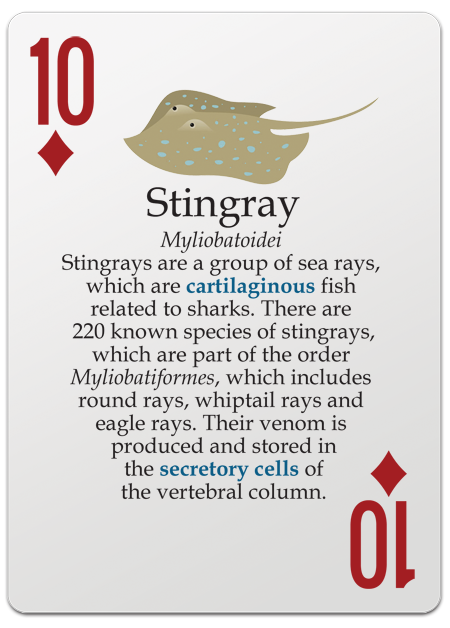 10
Stingray
Myliobatoidei
Stingrays are a group of sea rays,
which are cartilaginous fish
related to sharks. There are
220 known species of stingrays,
which are part of the order
Myliobatiformes, which includes
round rays, whiptail rays and
eagle rays. Their venom is
produced and stored in
the secretory cells of
the vertebral column.
10